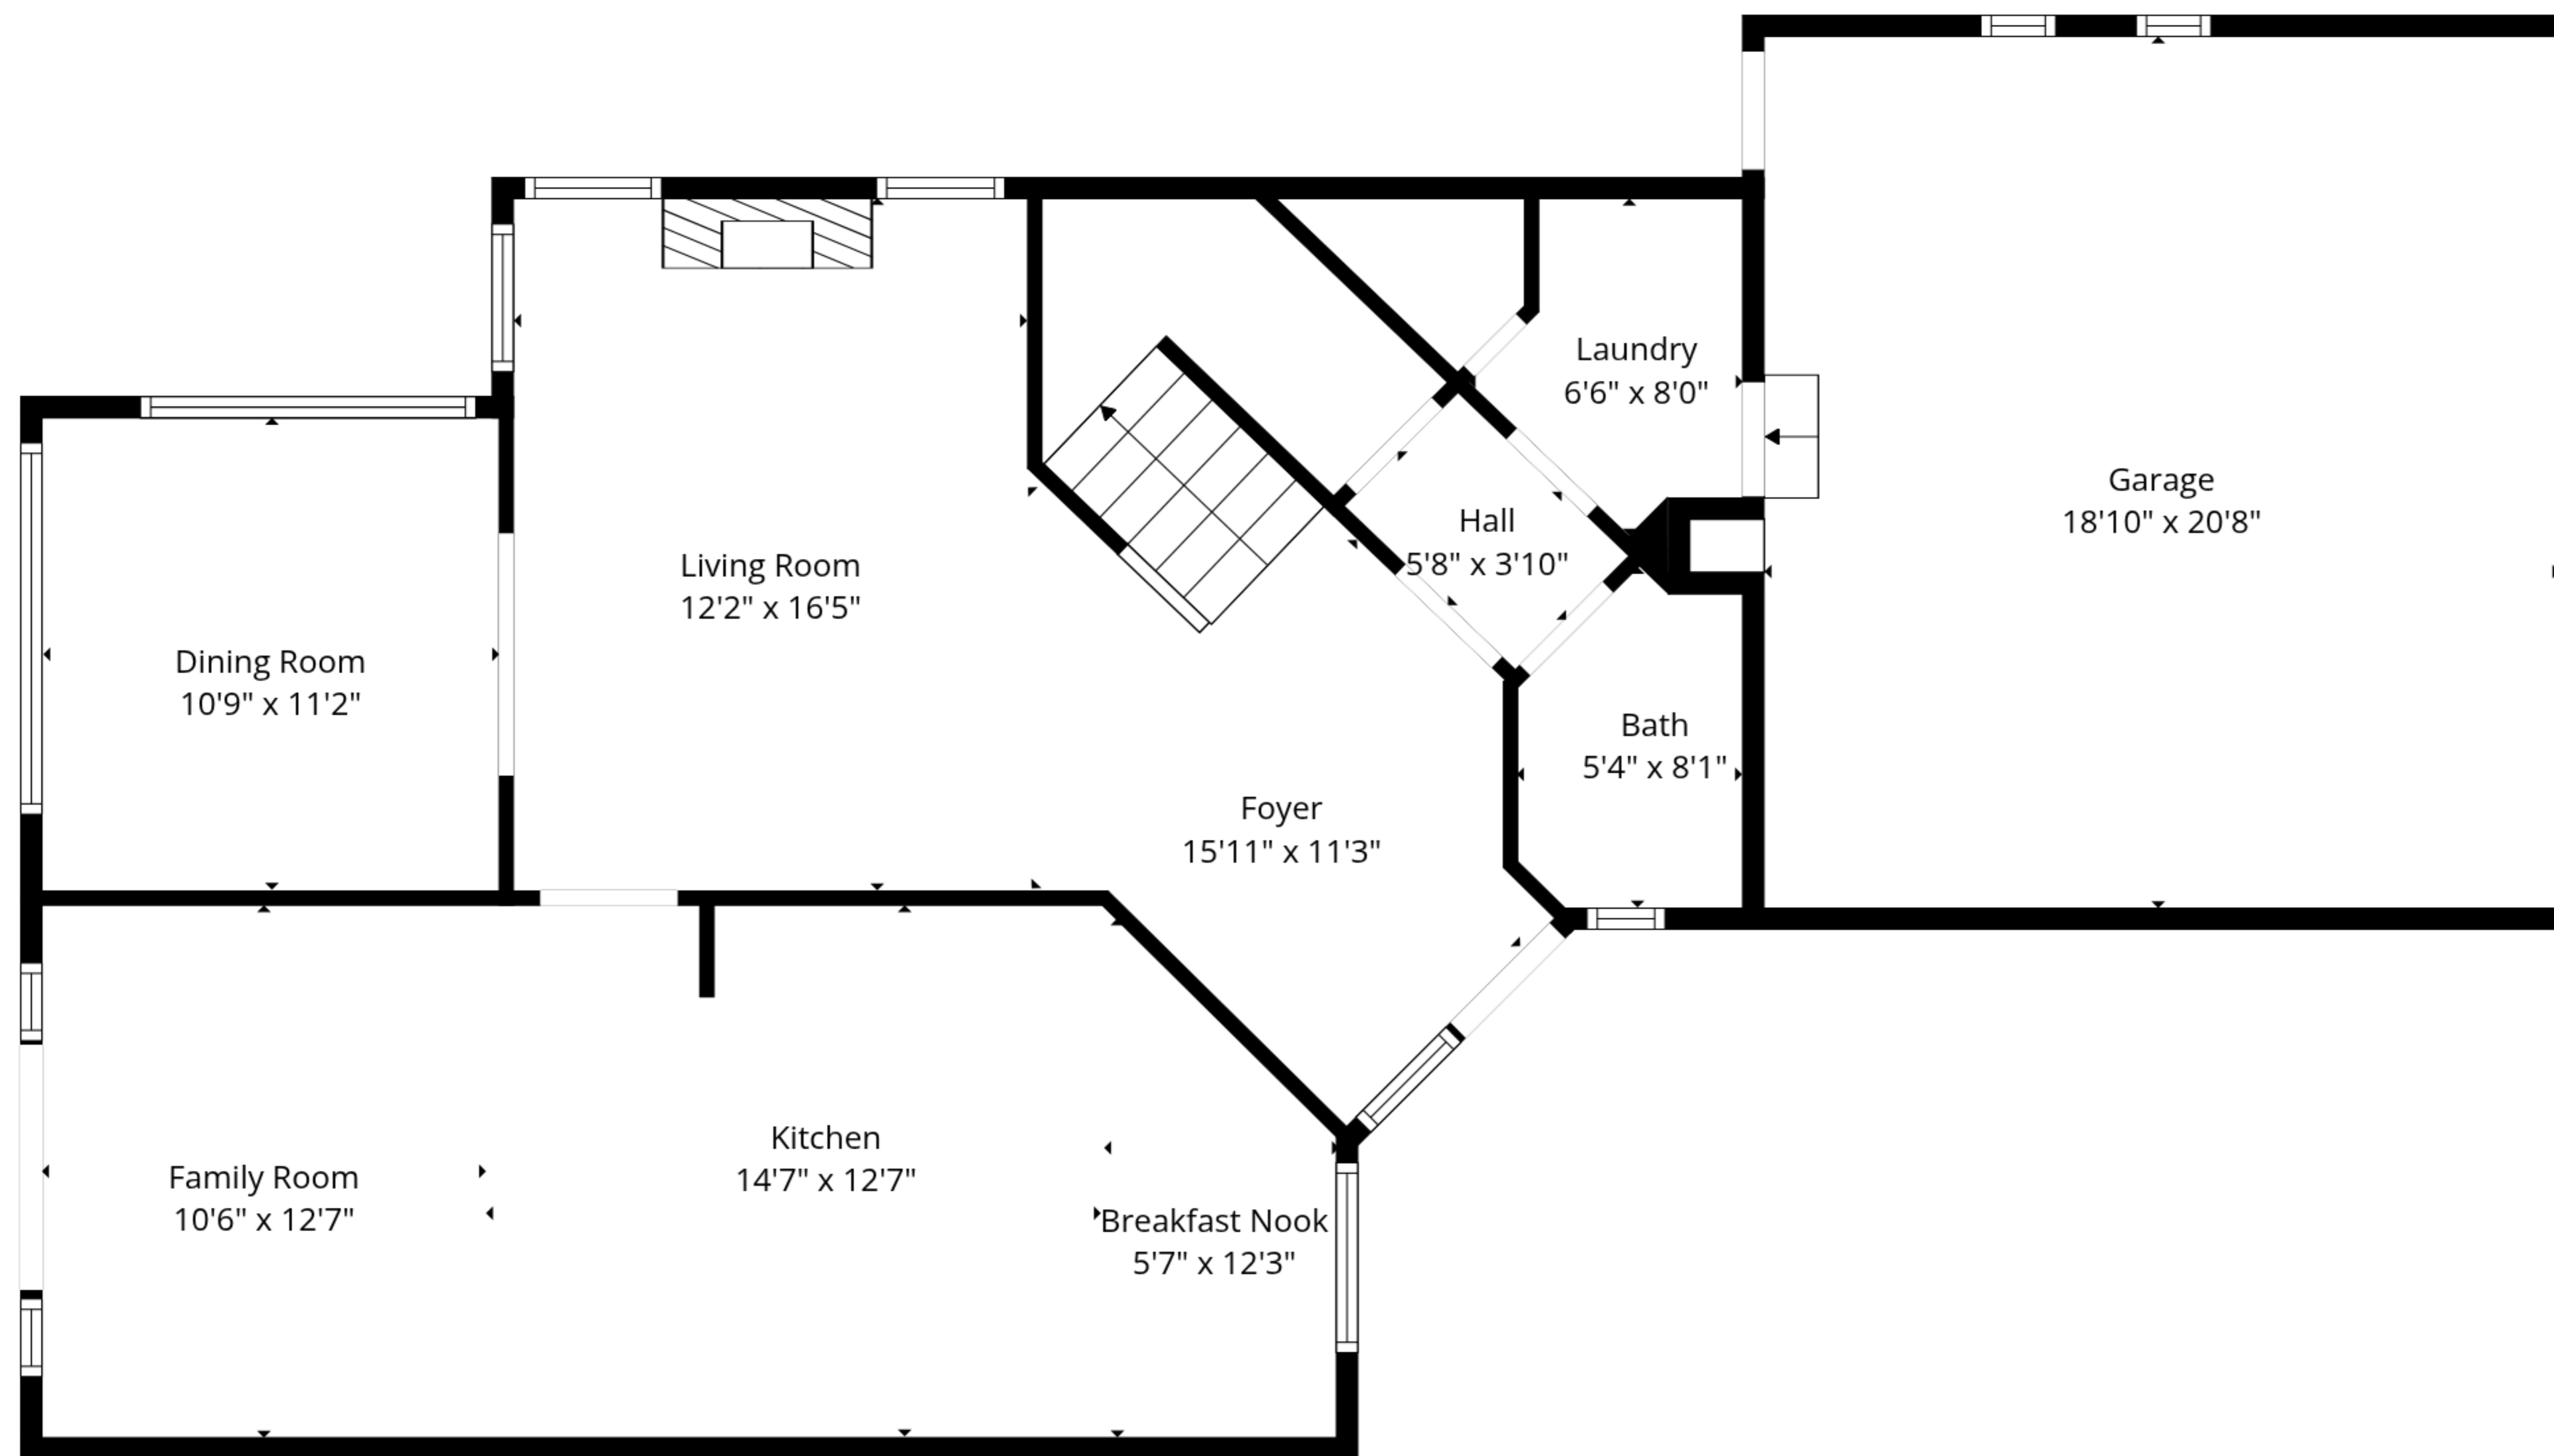 Laundry
6'6" x 8'0"
Garage
18'10" x 20'8"
Hall
5'8" x 3'10"
Living Room
12'2" x 16'5"
Dining Room
10'9" x 11'2"
Bath
5'4" x 8'1"
Foyer
15'11" x 11'3"
Kitchen
14'7" x 12'7"
Family Room
10'6" x 12'7"
Breakfast Nook
5'7" x 12'3"